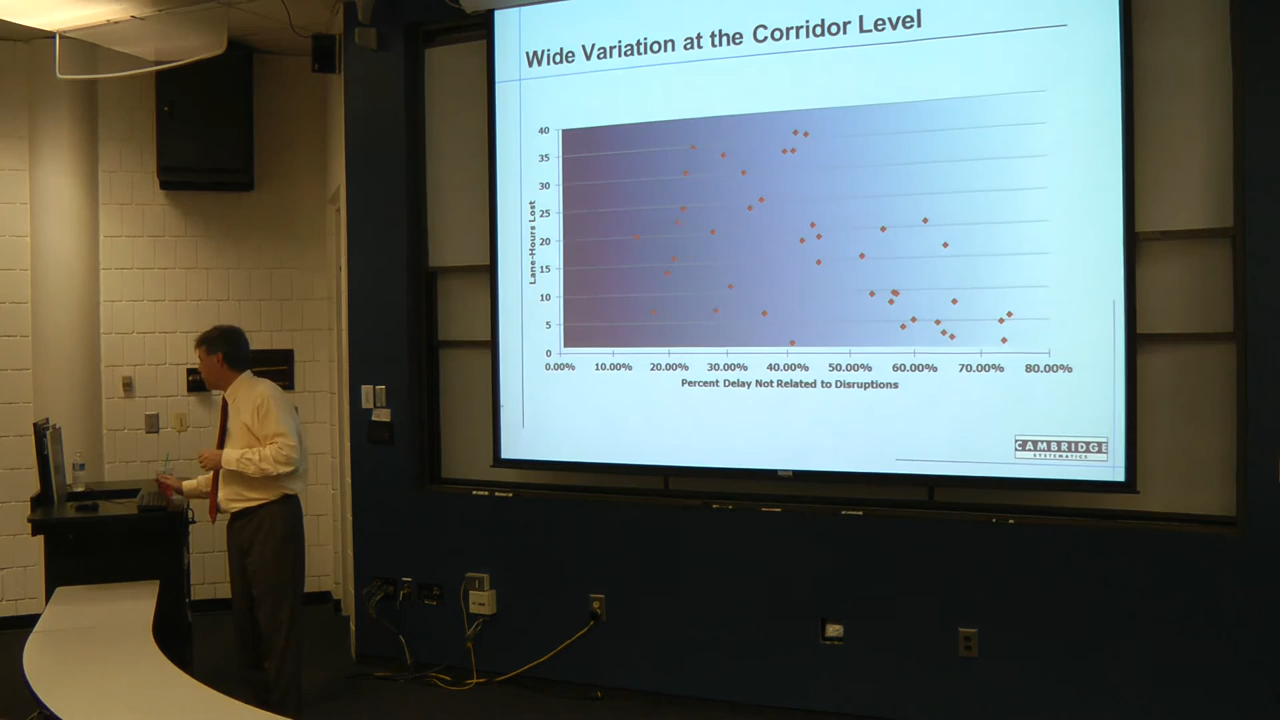 Wide Variation at the Corridor Level
40
35
30
25
20
15
10
5
0
Lane-Hours Lost
0.00% 10.00% 20.00% 30.00% 40.00% 50.00% 60.00% 70.00% 80.00%
Percent Delay Not Related to Disruptions
CAMBRIDGE
SYSTEMATICS